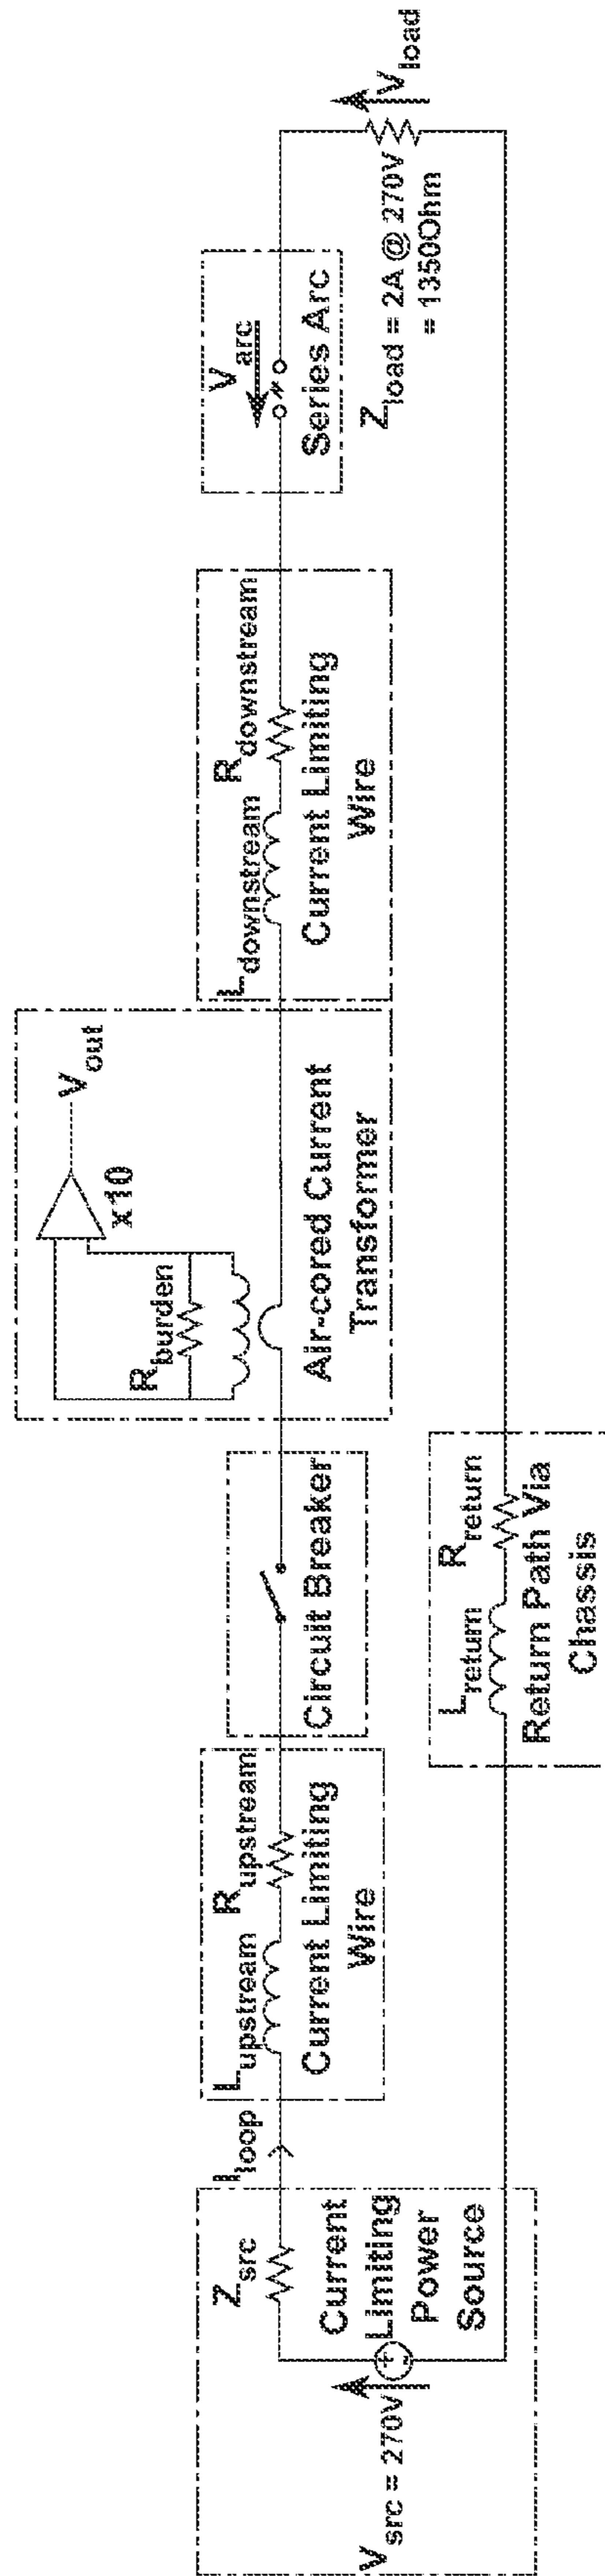 V_src = 270V
Z_src
Current
Limiting
Power
Source
I_loop
L_upstream
R_upstream
Current Limiting
Wire
Circuit Breaker
R_burden
x10
V_out
Air-cored Current
Transformer
L_downstream
R_downstream
Current Limiting
Wire
V_arc
Series Arc
Z_load = 2A @ 270V
= 1350Ohm
V_load
L_return
R_return
Return Path Via
Chassis